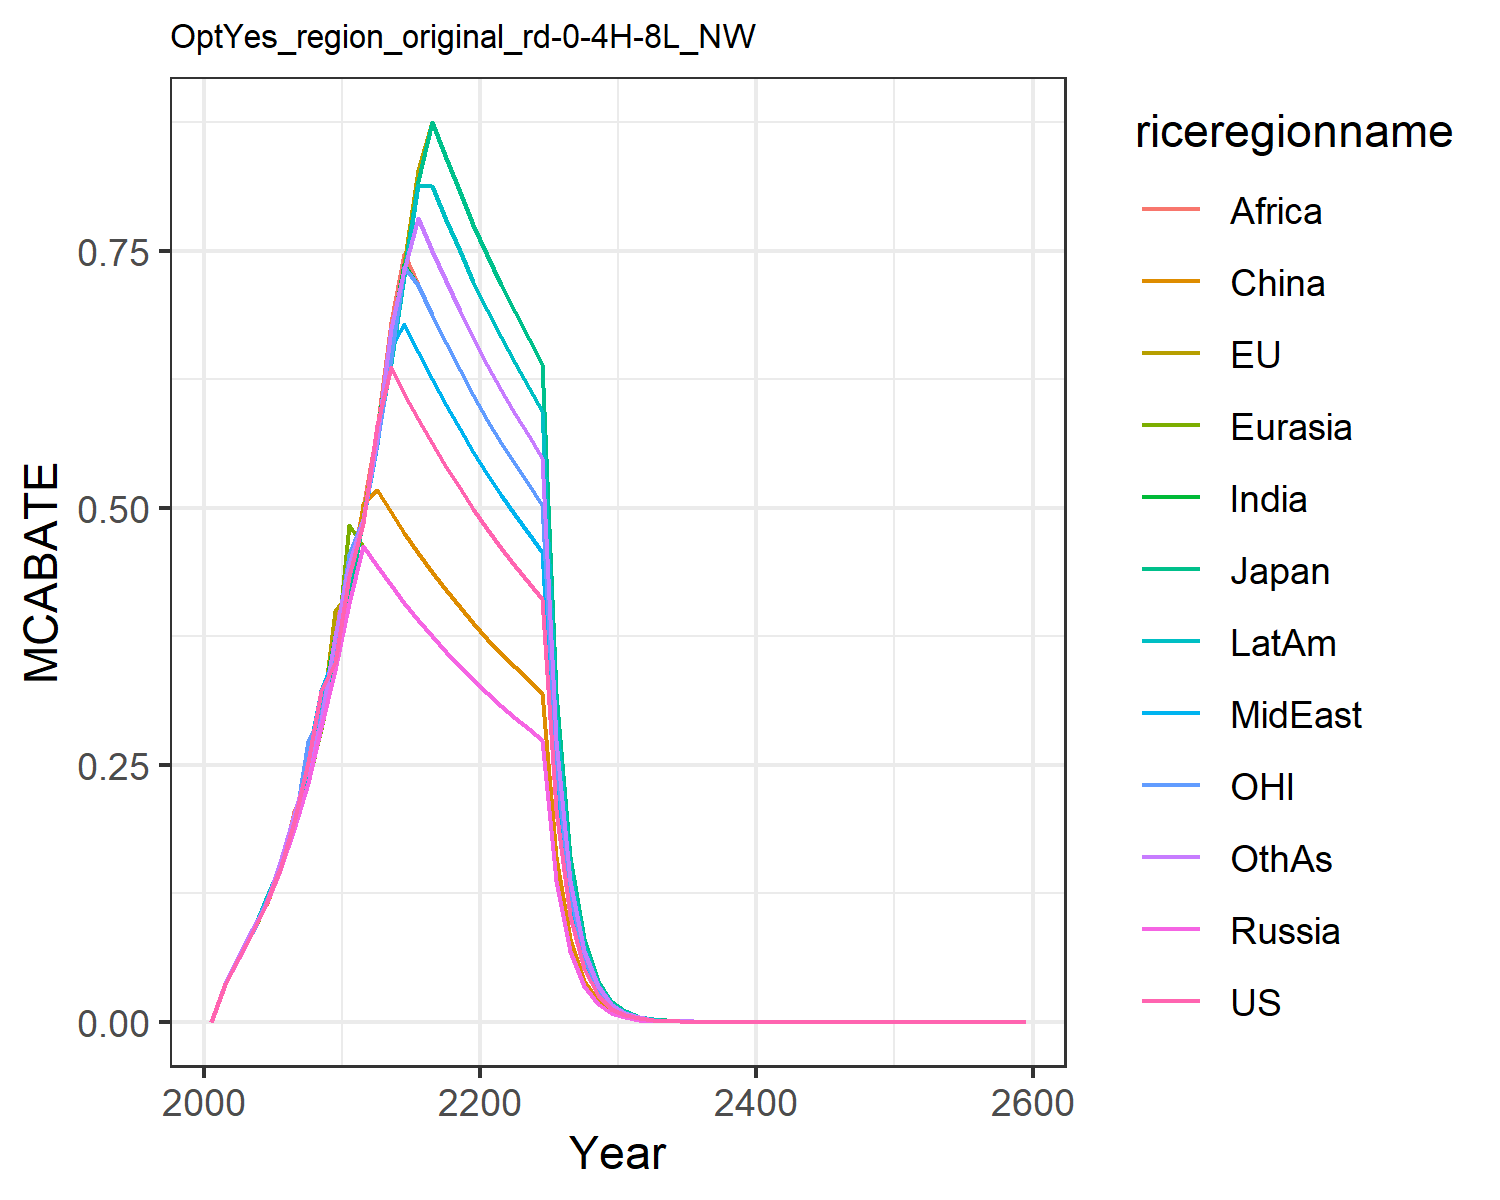 OptYes_region_original_rd-0-4H-8L_NW
MCABATE
0.75
0.50
0.25
0.00
2000 2200 2400 2600
Year
riceregionname
Africa
China
EU
Eurasia
India
Japan
LatAm
MidEast
OHI
OthAs
Russia
US